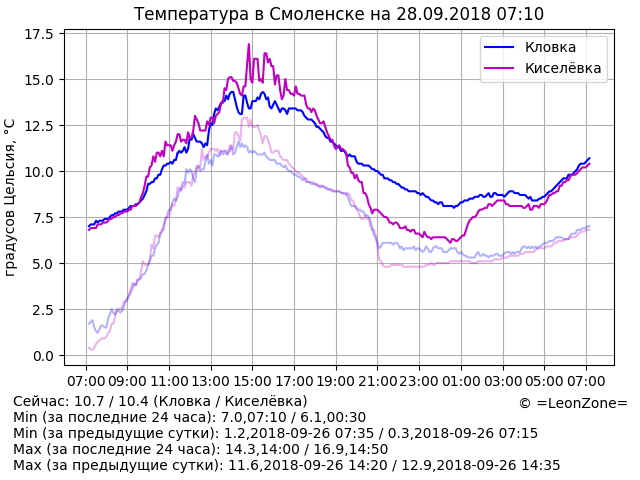 Температура в Смоленске на 28.09.2018 07:10
градусов Цельсия, °C
17.5
15.0
12.5
10.0
7.5
5.0
2.5
0.0
Кловка
Киселёвка
07:00 09:00 11:00 13:00 15:00 17:00 19:00 21:00 23:00 01:00 03:00 05:00 07:00
Сейчас: 10.7 / 10.4 (Кловка / Киселёвка)
© =LeonZone=
Min (за последние 24 часа): 7.0,07:10 / 6.1,00:30
Min (за предыдущие сутки): 1.2,2018-09-26 07:35 / 0.3,2018-09-26 07:15
Max (за последние 24 часа): 14.3,14:00 / 16.9,14:50
Max (за предыдущие сутки): 11.6,2018-09-26 14:20 / 12.9,2018-09-26 14:35